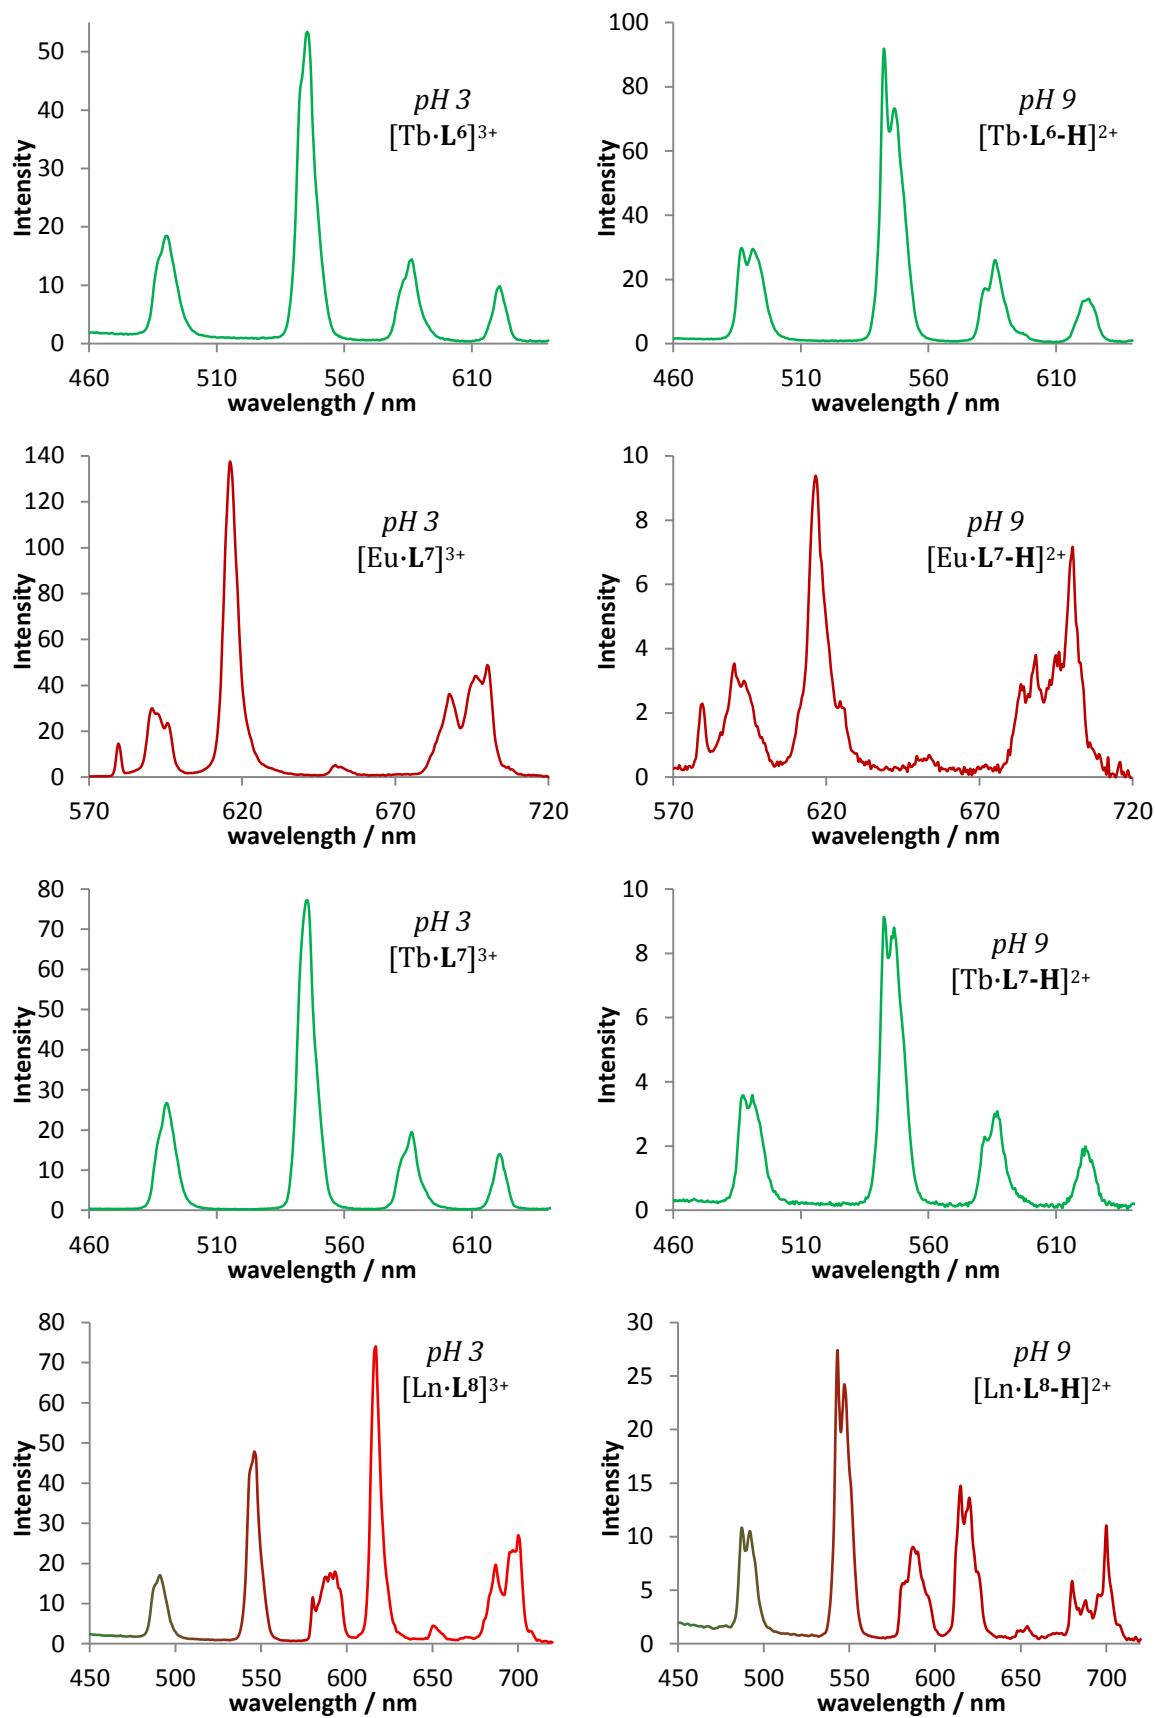 50
40
30
20
10
0
460 510 560 610
wavelength / nm
Intensity
pH 3
[Tb·L⁶]³⁺
100
80
60
40
20
0
460 510 560 610
wavelength / nm
Intensity
pH 9
[Tb·L⁶-H]²⁺
140
120
100
80
60
40
20
0
570 620 670 720
wavelength / nm
Intensity
pH 3
[Eu·L⁷]³⁺
10
8
6
4
2
0
570 620 670 720
wavelength / nm
Intensity
pH 9
[Eu·L⁷-H]²⁺
80
70
60
50
40
30
20
10
0
460 510 560 610
wavelength / nm
Intensity
pH 3
[Tb·L⁷]³⁺
10
8
6
4
2
0
460 510 560 610
wavelength / nm
Intensity
pH 9
[Tb·L⁷-H]²⁺
80
70
60
50
40
30
20
10
0
450 500 550 600 650 700
wavelength / nm
Intensity
pH 3
[Ln·L⁸]³⁺
30
25
20
15
10
5
0
450 500 550 600 650 700
wavelength / nm
Intensity
pH 9
[Ln·L⁸-H]²⁺